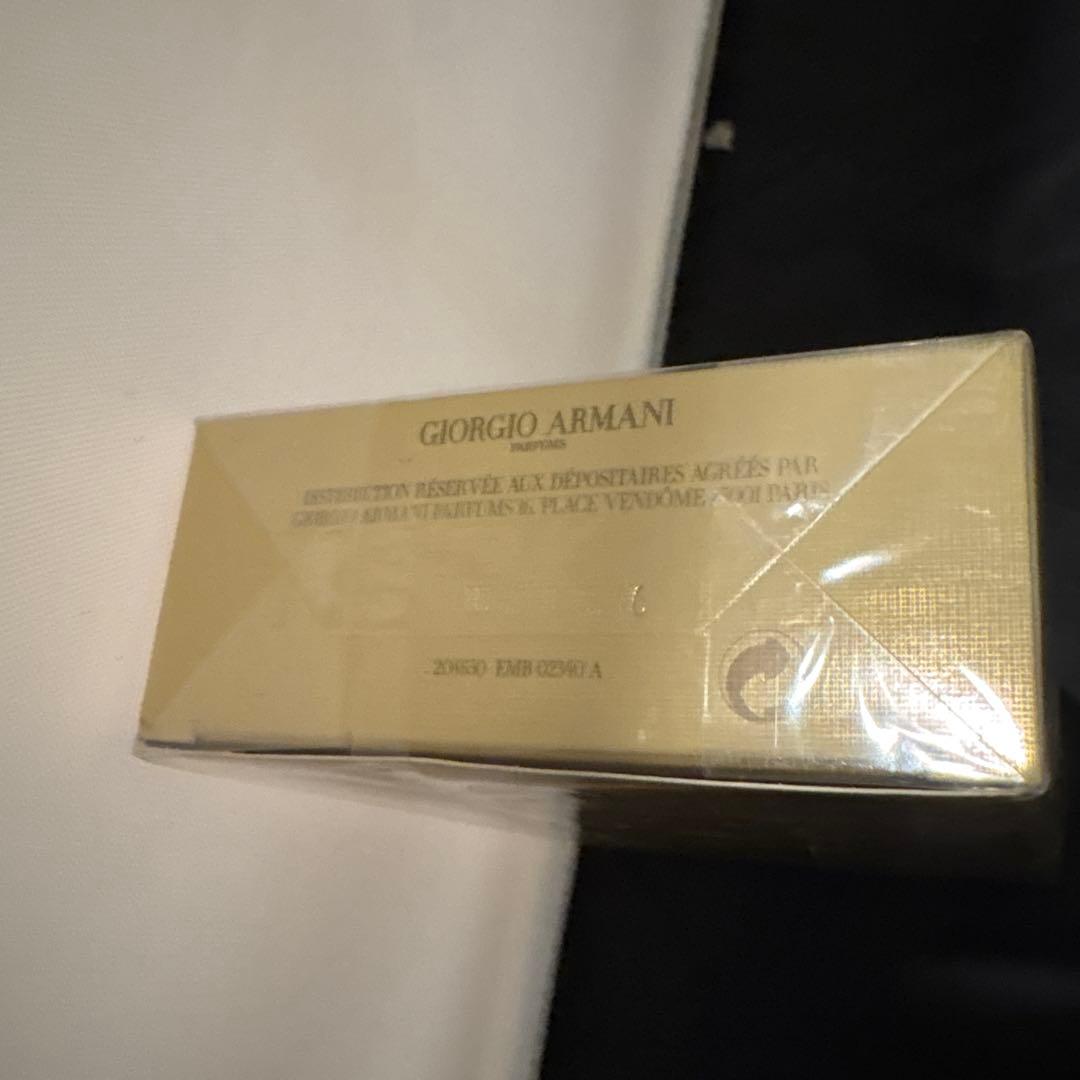 GIORGIO ARMANI
PARFUMS
DISTRIBUTION RÉSERVÉE AUX DÉPOSITAIRES AGRÉÉS PAR
GIORGIO ARMANI PARFUMS 16, PLACE VENDÔME 75001 PARIS
EMB 02340 A